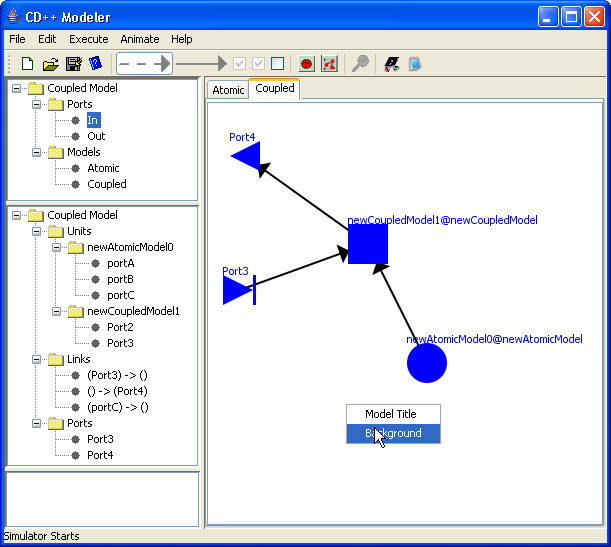 CD++ Modeler
File Edit Execute Animate Help
Coupled Model
Ports
In
Out
Models
Atomic
Coupled
Coupled Model
Units
newAtomicModel0
portA
portB
portC
newCoupledModel1
Port2
Port3
Links
(Port3) -> ()
() -> (Port4)
(portC) -> ()
Ports
Port3
Port4
Atomic Coupled
Port4
newCoupledModel1@newCoupledModel
Port3
newAtomicModel0@newAtomicModel
Model Title
Background
Simulator Starts